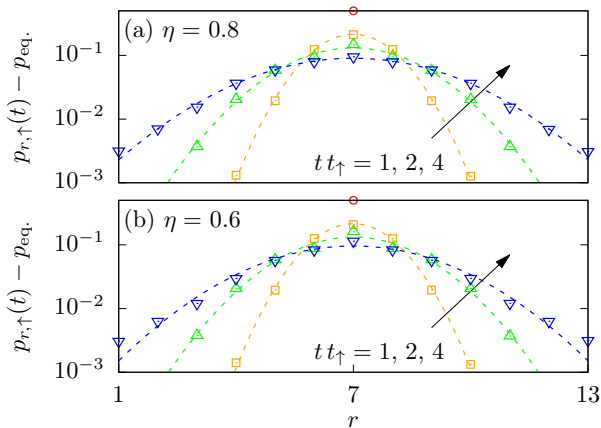 (a) η = 0.8
p_{r,↑}(t) − p_{eq.}
10^{−1}
10^{−2}
10^{−3}
t t_↑ = 1, 2, 4
(b) η = 0.6
p_{r,↑}(t) − p_{eq.}
10^{−1}
10^{−2}
10^{−3}
t t_↑ = 1, 2, 4
1 7 13
r